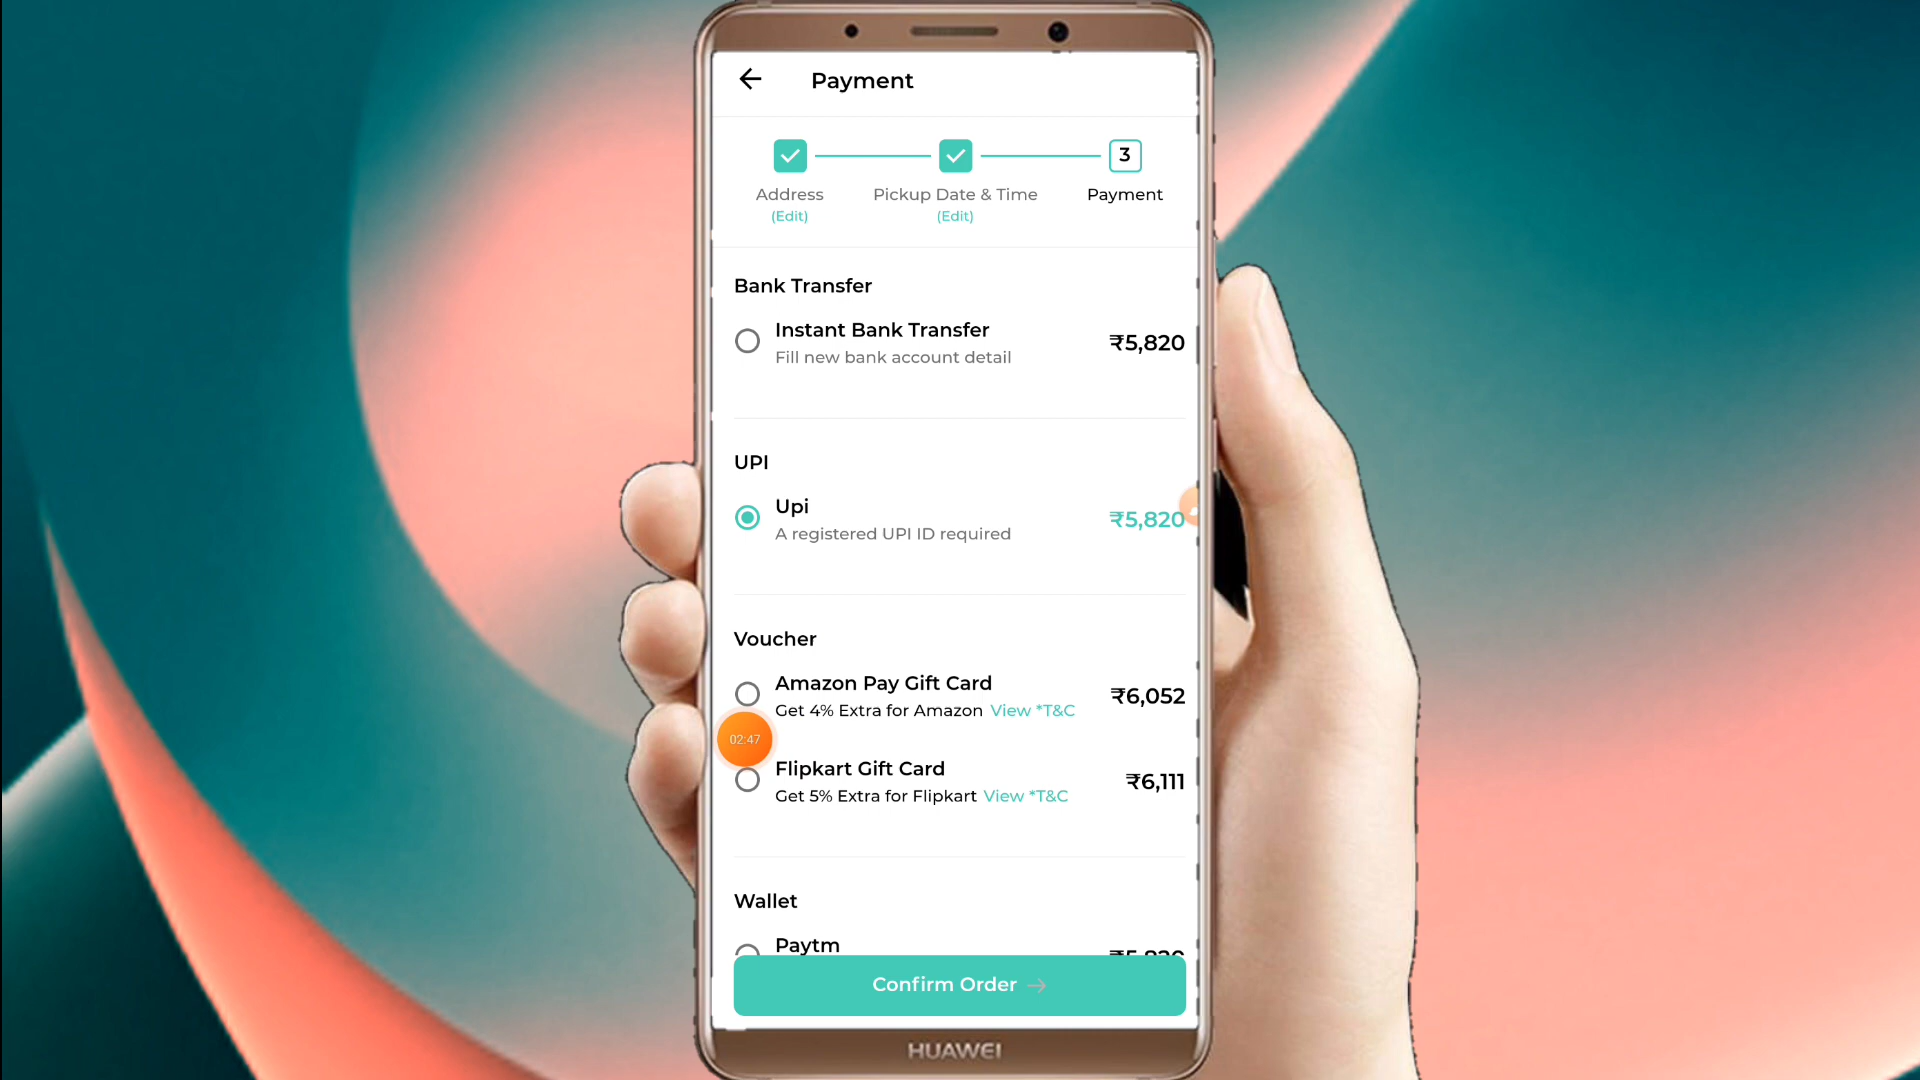 Payment
3
Address
Pickup Date & Time
Payment
(Edit)
(Edit)
Bank Transfer
Instant Bank Transfer
₹5,820
Fill new bank account detail
UPI
Upi
₹5,820
A registered UPI ID required
Voucher
Amazon Pay Gift Card
₹6,052
Get 4% Extra for Amazon View *T&C
02:47
Flipkart Gift Card
₹6,111
Get 5% Extra for Flipkart View *T&C
Wallet
Paytm
₹5,820
Confirm Order →
HUAWEI